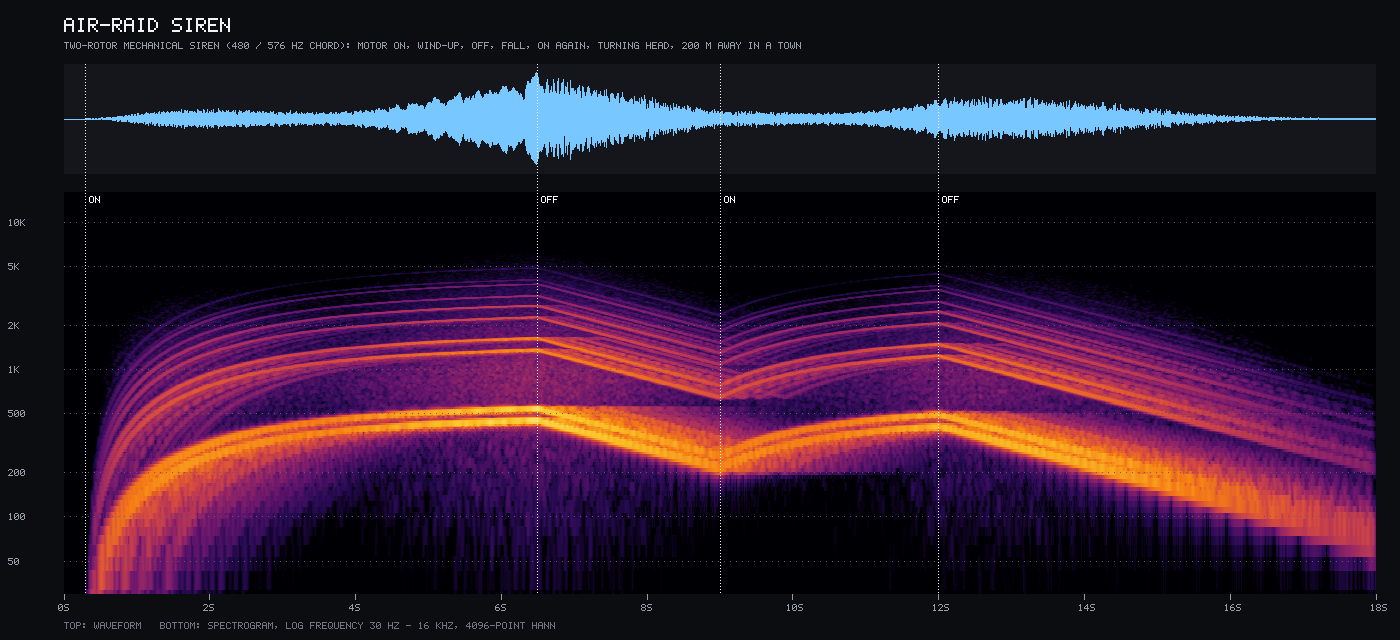 AIR-RAID SIREN
TWO-ROTOR MECHANICAL SIREN (480 / 576 HZ CHORD): MOTOR ON, WIND-UP, OFF, FALL, ON AGAIN, TURNING HEAD, 200 M AWAY IN A TOWN
ON OFF ON OFF
10K
5K
2K
1K
500
200
100
50
0S 2S 4S 6S 8S 10S 12S 14S 16S 18S
TOP: WAVEFORM BOTTOM: SPECTROGRAM, LOG FREQUENCY 30 HZ - 16 KHZ, 4096-POINT HANN